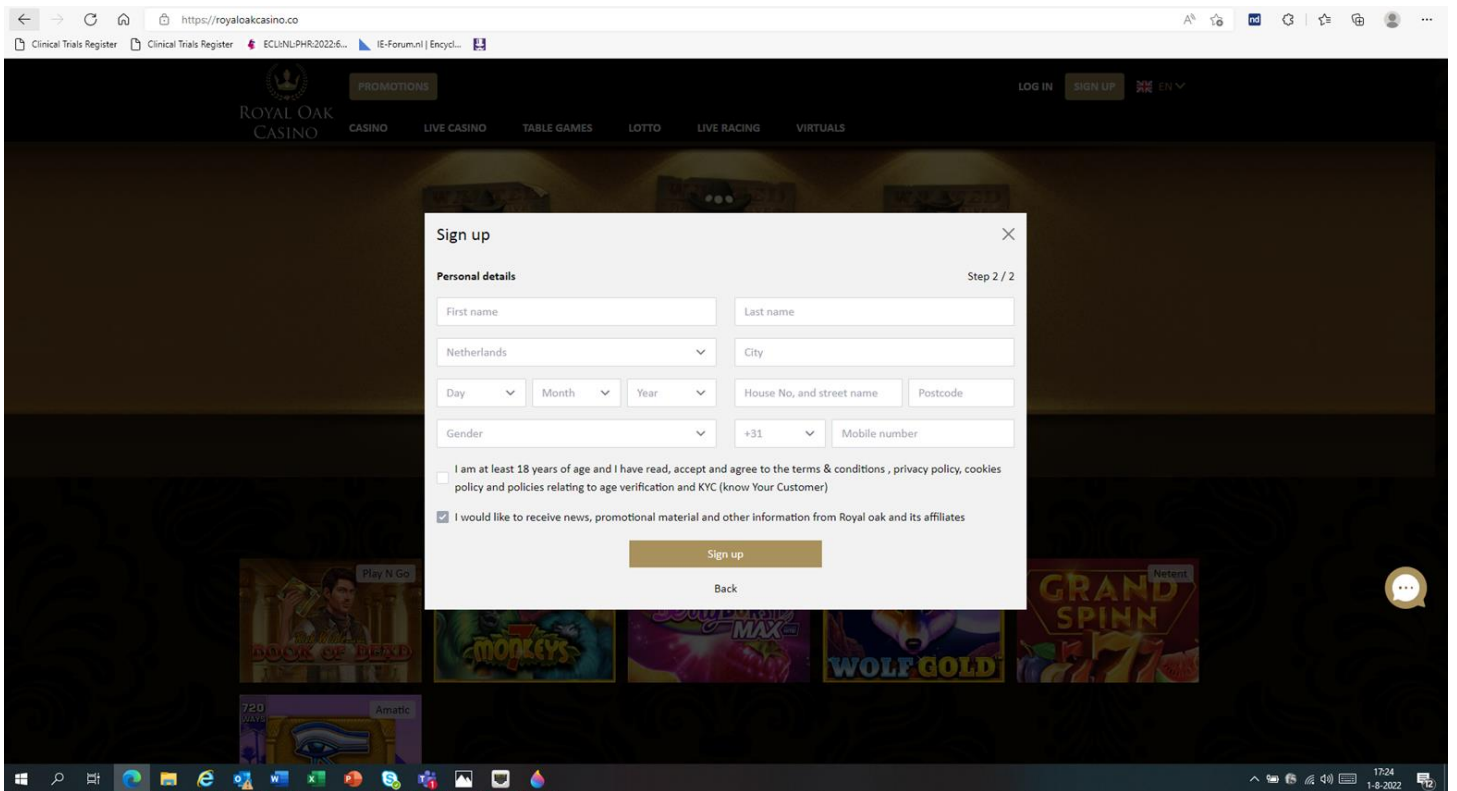 https://royaloakcasino.co
Clinical Trials Register
Clinical Trials Register
ECLI:NL:PHR:2022:6...
IE-Forum.nl | Encycl...
PROMOTIONS
LOG IN
SIGN UP
EN
ROYAL OAK
CASINO
CASINO
LIVE CASINO
TABLE GAMES
LOTTO
LIVE RACING
VIRTUALS
Sign up
Personal details
Step 2 / 2
First name
Last name
Netherlands
City
Day
Month
Year
House No, and street name
Postcode
Gender
+31
Mobile number
I am at least 18 years of age and I have read, accept and agree to the terms & conditions , privacy policy, cookies
policy and policies relating to age verification and KYC (know Your Customer)
I would like to receive news, promotional material and other information from Royal oak and its affiliates
Sign up
Back
Play N Go
BOOK OF DEAD
7
MONKEYS
MAX
WOLF GOLD
Netent
GRAND
SPINN
720
WAYS
Amatic
17:24
1-8-2022